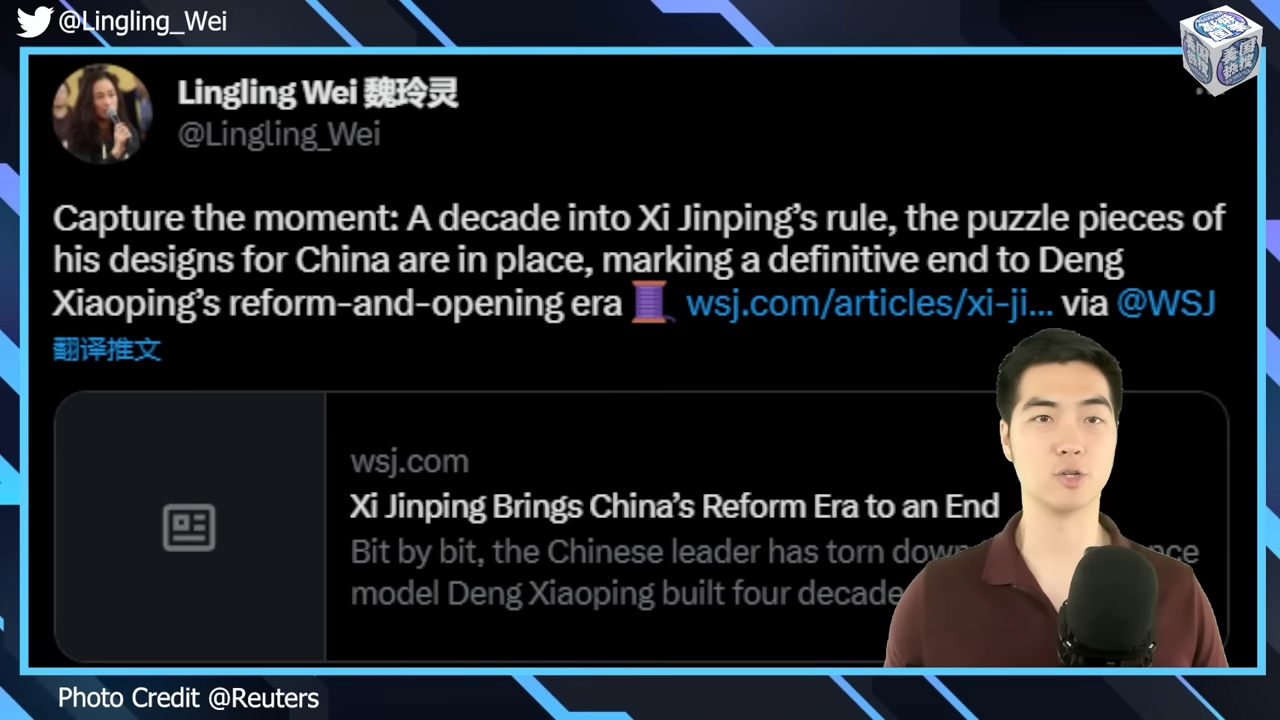 @Lingling_Wei
Lingling Wei 魏玲灵
@Lingling_Wei
Capture the moment: A decade into Xi Jinping’s rule, the puzzle pieces of
his designs for China are in place, marking a definitive end to Deng
Xiaoping’s reform-and-opening era 🧵 wsj.com/articles/xi-ji... via @WSJ
翻译推文
wsj.com
Xi Jinping Brings China’s Reform Era to an End
Bit by bit, the Chinese leader has torn down
model Deng Xiaoping built four decade
Photo Credit @Reuters